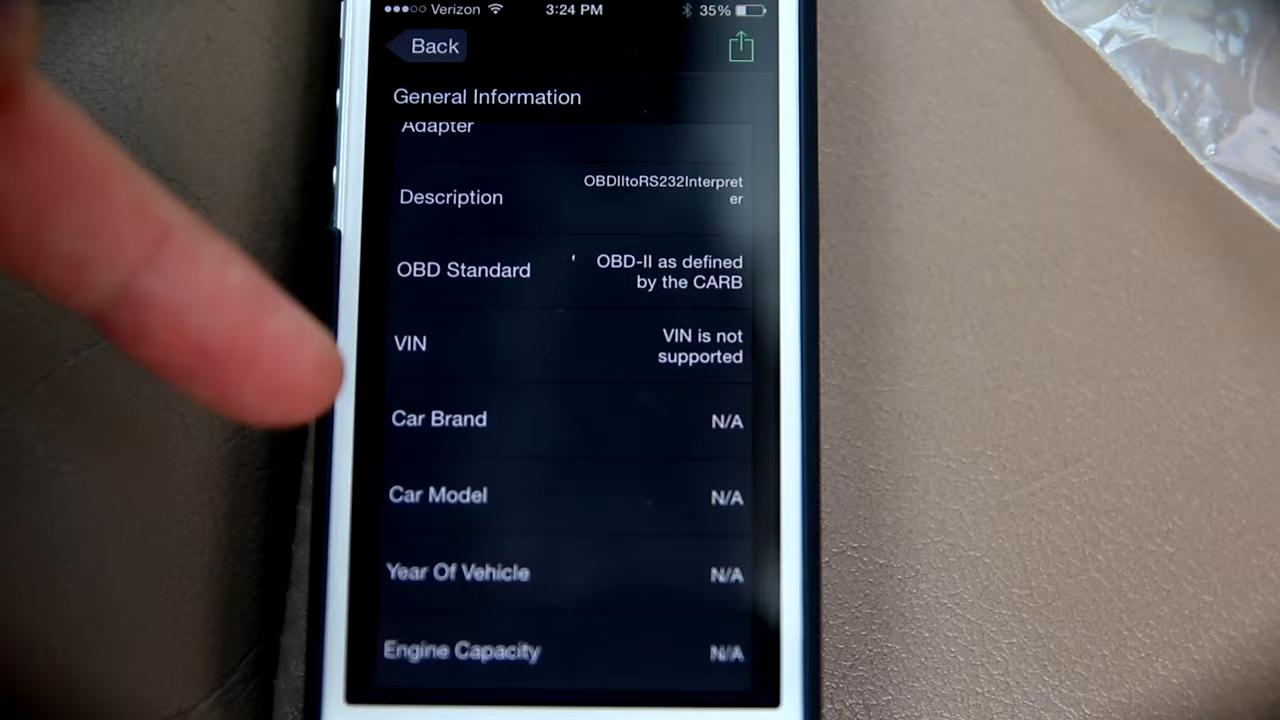 Verizon 3:24 PM 35%
Back
General Information
Adapter
Description OBDIItoRS232Interpret
er
OBD Standard OBD-II as defined
by the CARB
VIN VIN is not
supported
Car Brand N/A
Car Model N/A
Year Of Vehicle N/A
Engine Capacity N/A